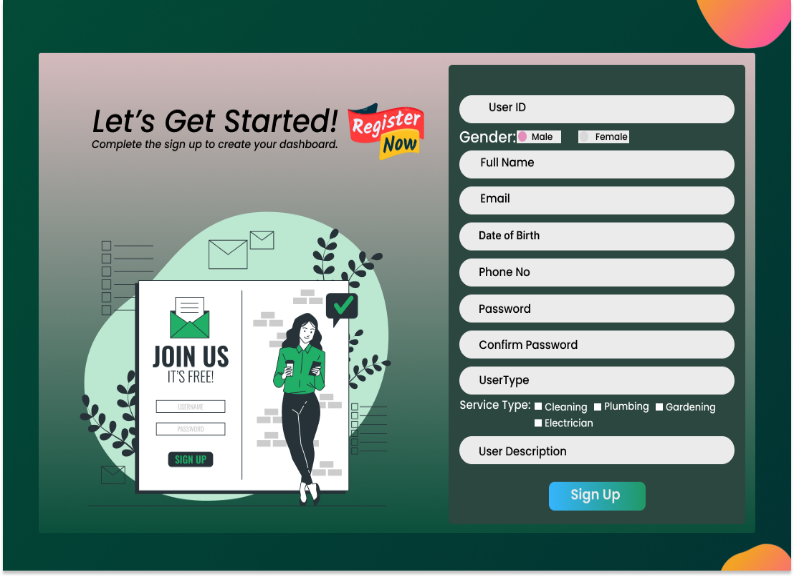 Let's Get Started!
Complete the sign up to create your dashboard.
Register
Now
JOIN US
IT'S FREE!
USERNAME
PASSWORD
SIGN UP
User ID
Gender: Male Female
Full Name
Email
Date of Birth
Phone No
Password
Confirm Password
UserType
Service Type: Cleaning Plumbing Gardening
Electrician
User Description
Sign Up